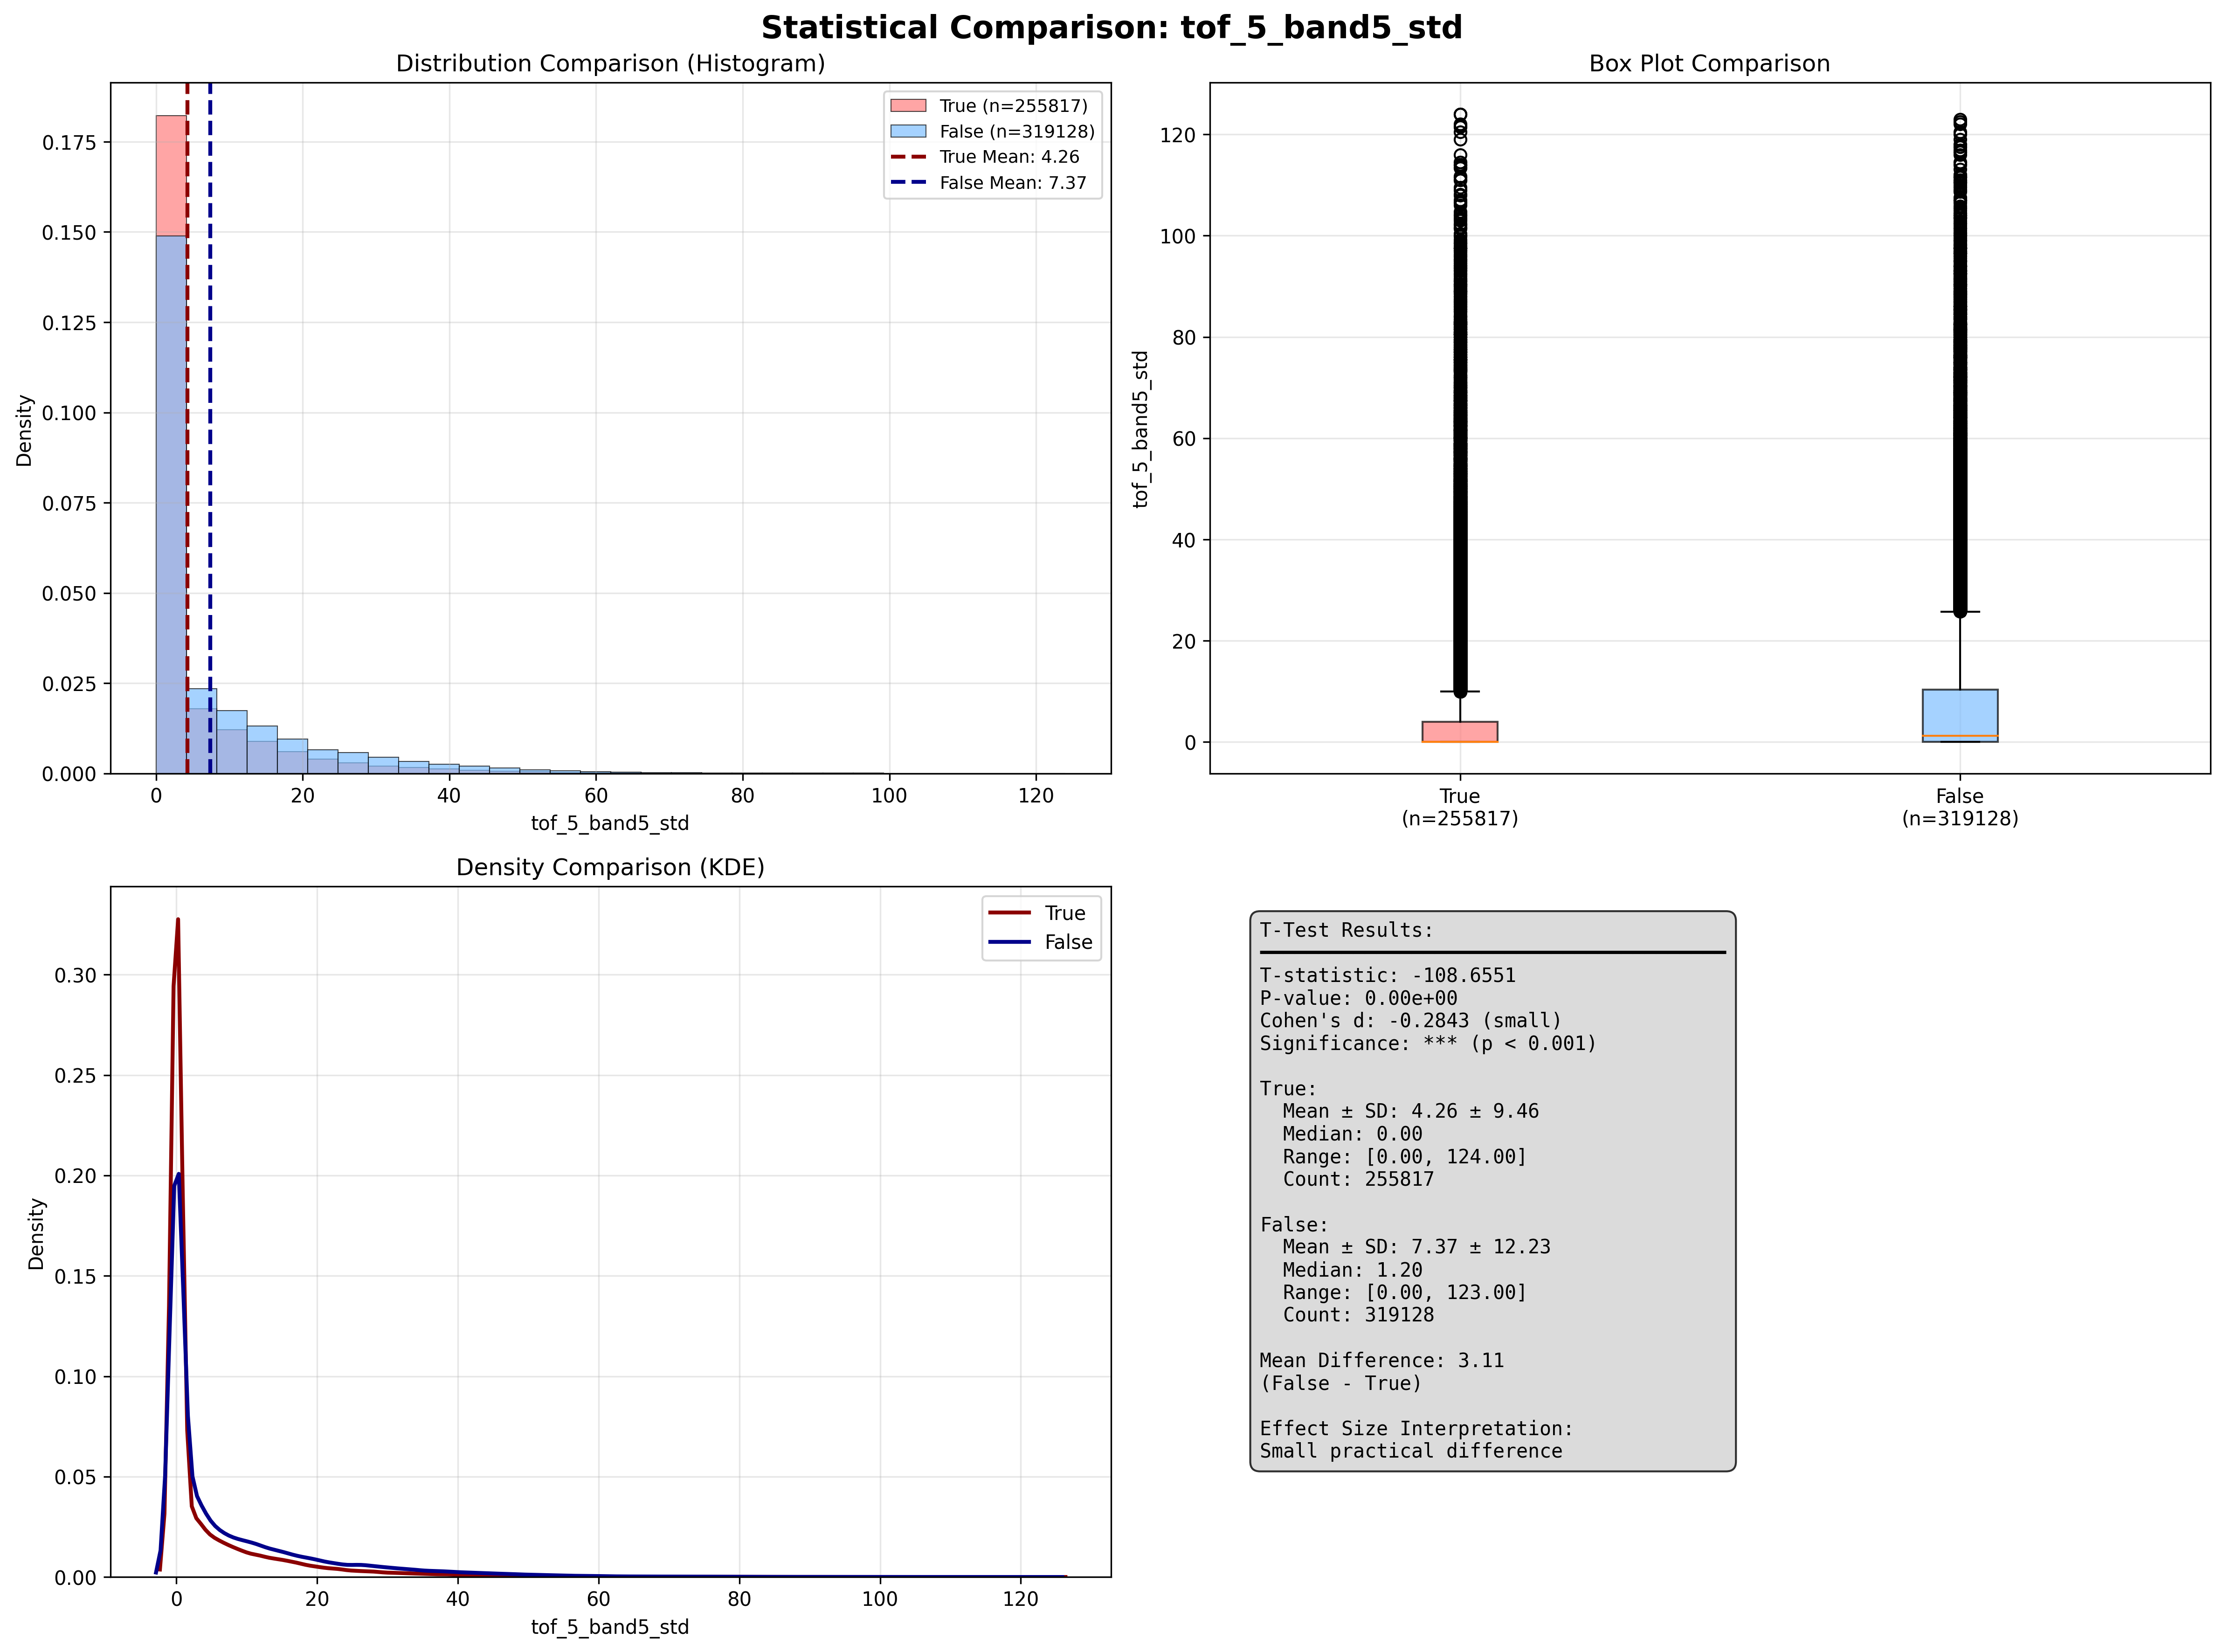 Statistical Comparison: tof_5_band5_std
Distribution Comparison (Histogram)
Density
0.175
0.150
0.125
0.100
0.075
0.050
0.025
0.000
0 20 40 60 80 100 120
tof_5_band5_std
True (n=255817)
False (n=319128)
True Mean: 4.26
False Mean: 7.37
Box Plot Comparison
tof_5_band5_std
120
100
80
60
40
20
0
True False
(n=255817) (n=319128)
Density Comparison (KDE)
Density
0.30
0.25
0.20
0.15
0.10
0.05
0.00
0 20 40 60 80 100 120
tof_5_band5_std
True
False
T-Test Results:
T-statistic: -108.6551
P-value: 0.00e+00
Cohen's d: -0.2843 (small)
Significance: *** (p < 0.001)
True:
Mean ± SD: 4.26 ± 9.46
Median: 0.00
Range: [0.00, 124.00]
Count: 255817
False:
Mean ± SD: 7.37 ± 12.23
Median: 1.20
Range: [0.00, 123.00]
Count: 319128
Mean Difference: 3.11
(False - True)
Effect Size Interpretation:
Small practical difference